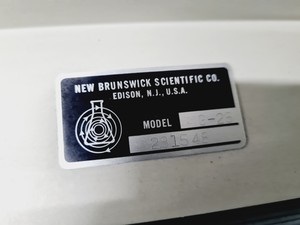 NEW BRUNSWICK SCIENTIFIC CO.
EDISON, N.J., U.S.A.
MODEL